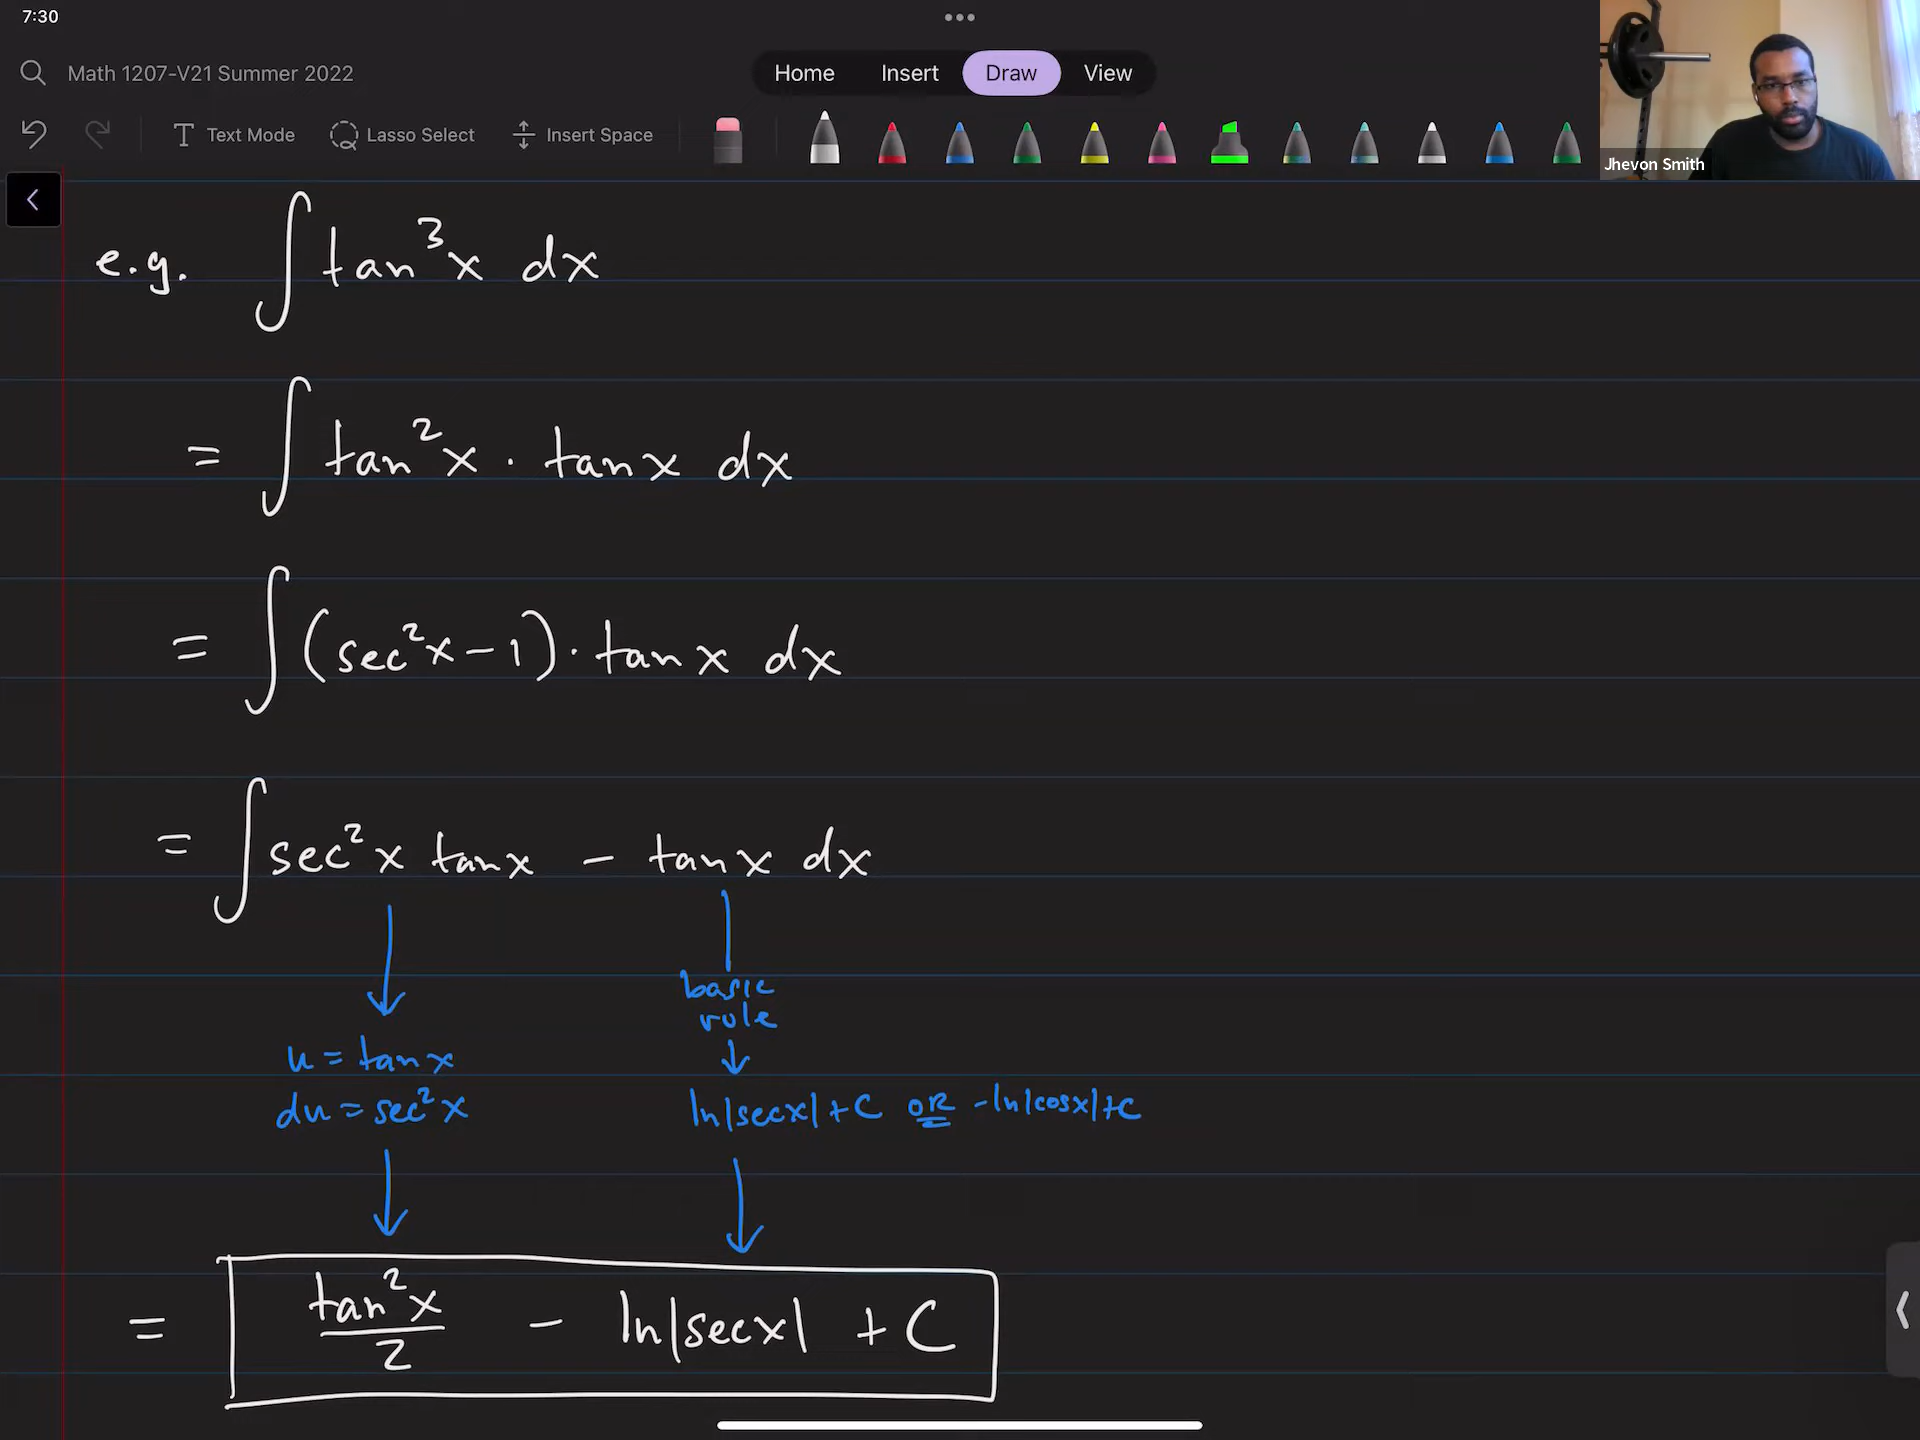 7:30
Math 1207-V21 Summer 2022
Home Insert Draw View
Text Mode Lasso Select Insert Space
Jhevon Smith
e.g. ∫ tan³x dx
= ∫ tan²x · tanx dx
= ∫ (sec²x-1) · tanx dx
= ∫ sec²x tanx - tanx dx
basic
rule
u = tanx
du = sec²x
ln|secx|+C OR -ln|cosx|+C
= tan²x/2 - ln|secx| + C